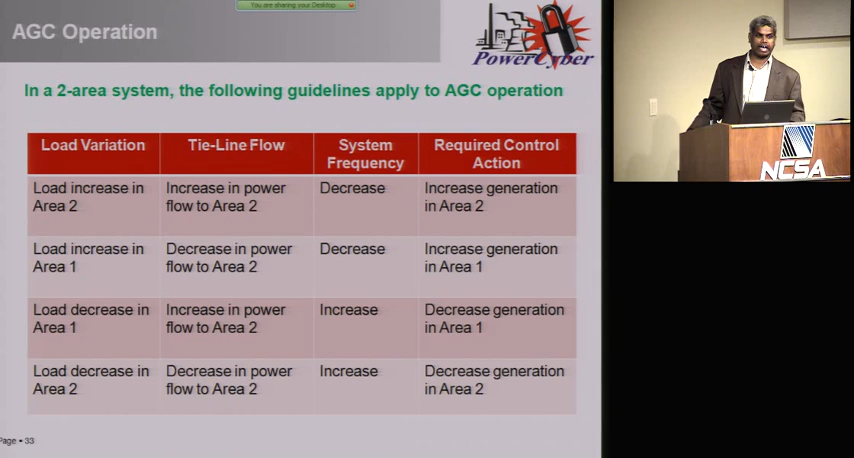 You are sharing your Desktop
AGC Operation
PowerCyber
In a 2-area system, the following guidelines apply to AGC operation
Load Variation
Tie-Line Flow
System
Frequency
Required Control
Action
Load increase in
Area 2
Increase in power
flow to Area 2
Decrease
Increase generation
in Area 2
Load increase in
Area 1
Decrease in power
flow to Area 2
Decrease
Increase generation
in Area 1
Load decrease in
Area 1
Increase in power
flow to Area 2
Increase
Decrease generation
in Area 1
Load decrease in
Area 2
Decrease in power
flow to Area 2
Increase
Decrease generation
in Area 2
Page • 33
NCSA